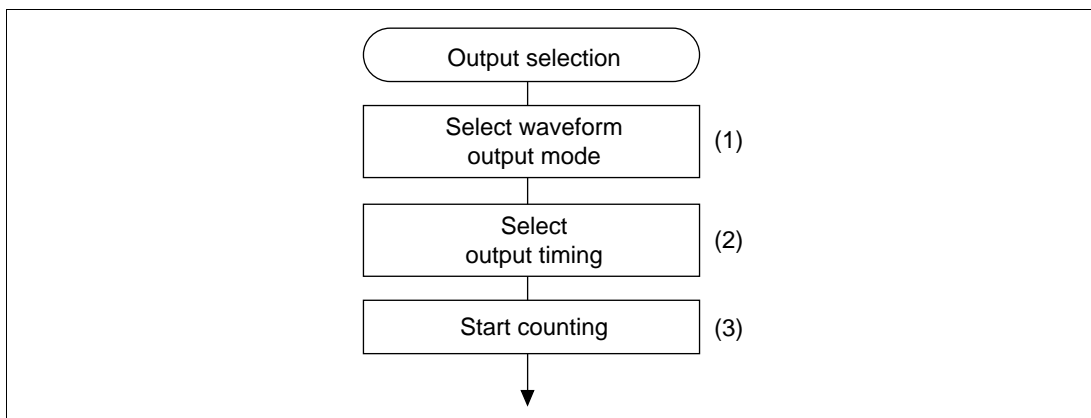 Output selection
Select waveform
output mode
(1)
Select
output timing
(2)
Start counting
(3)